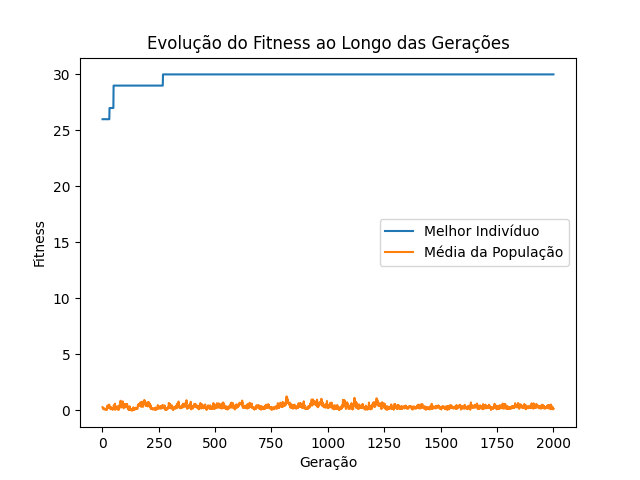 Evolução do Fitness ao Longo das Gerações
30
25
20
15
10
5
0
Fitness
Melhor Indivíduo
Média da População
0 250 500 750 1000 1250 1500 1750 2000
Geração